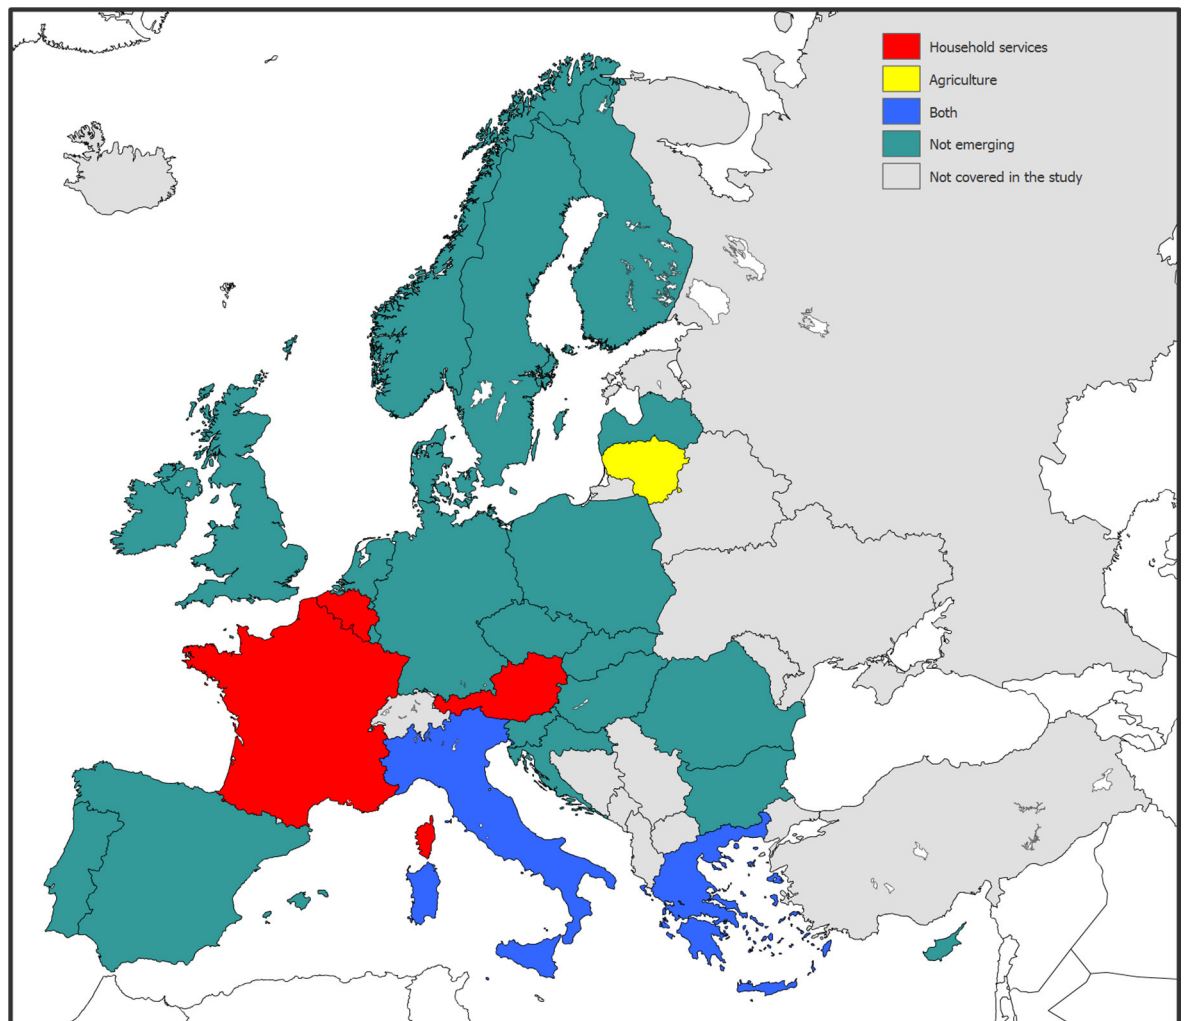 Household services
Agriculture
Both
Not emerging
Not covered in the study